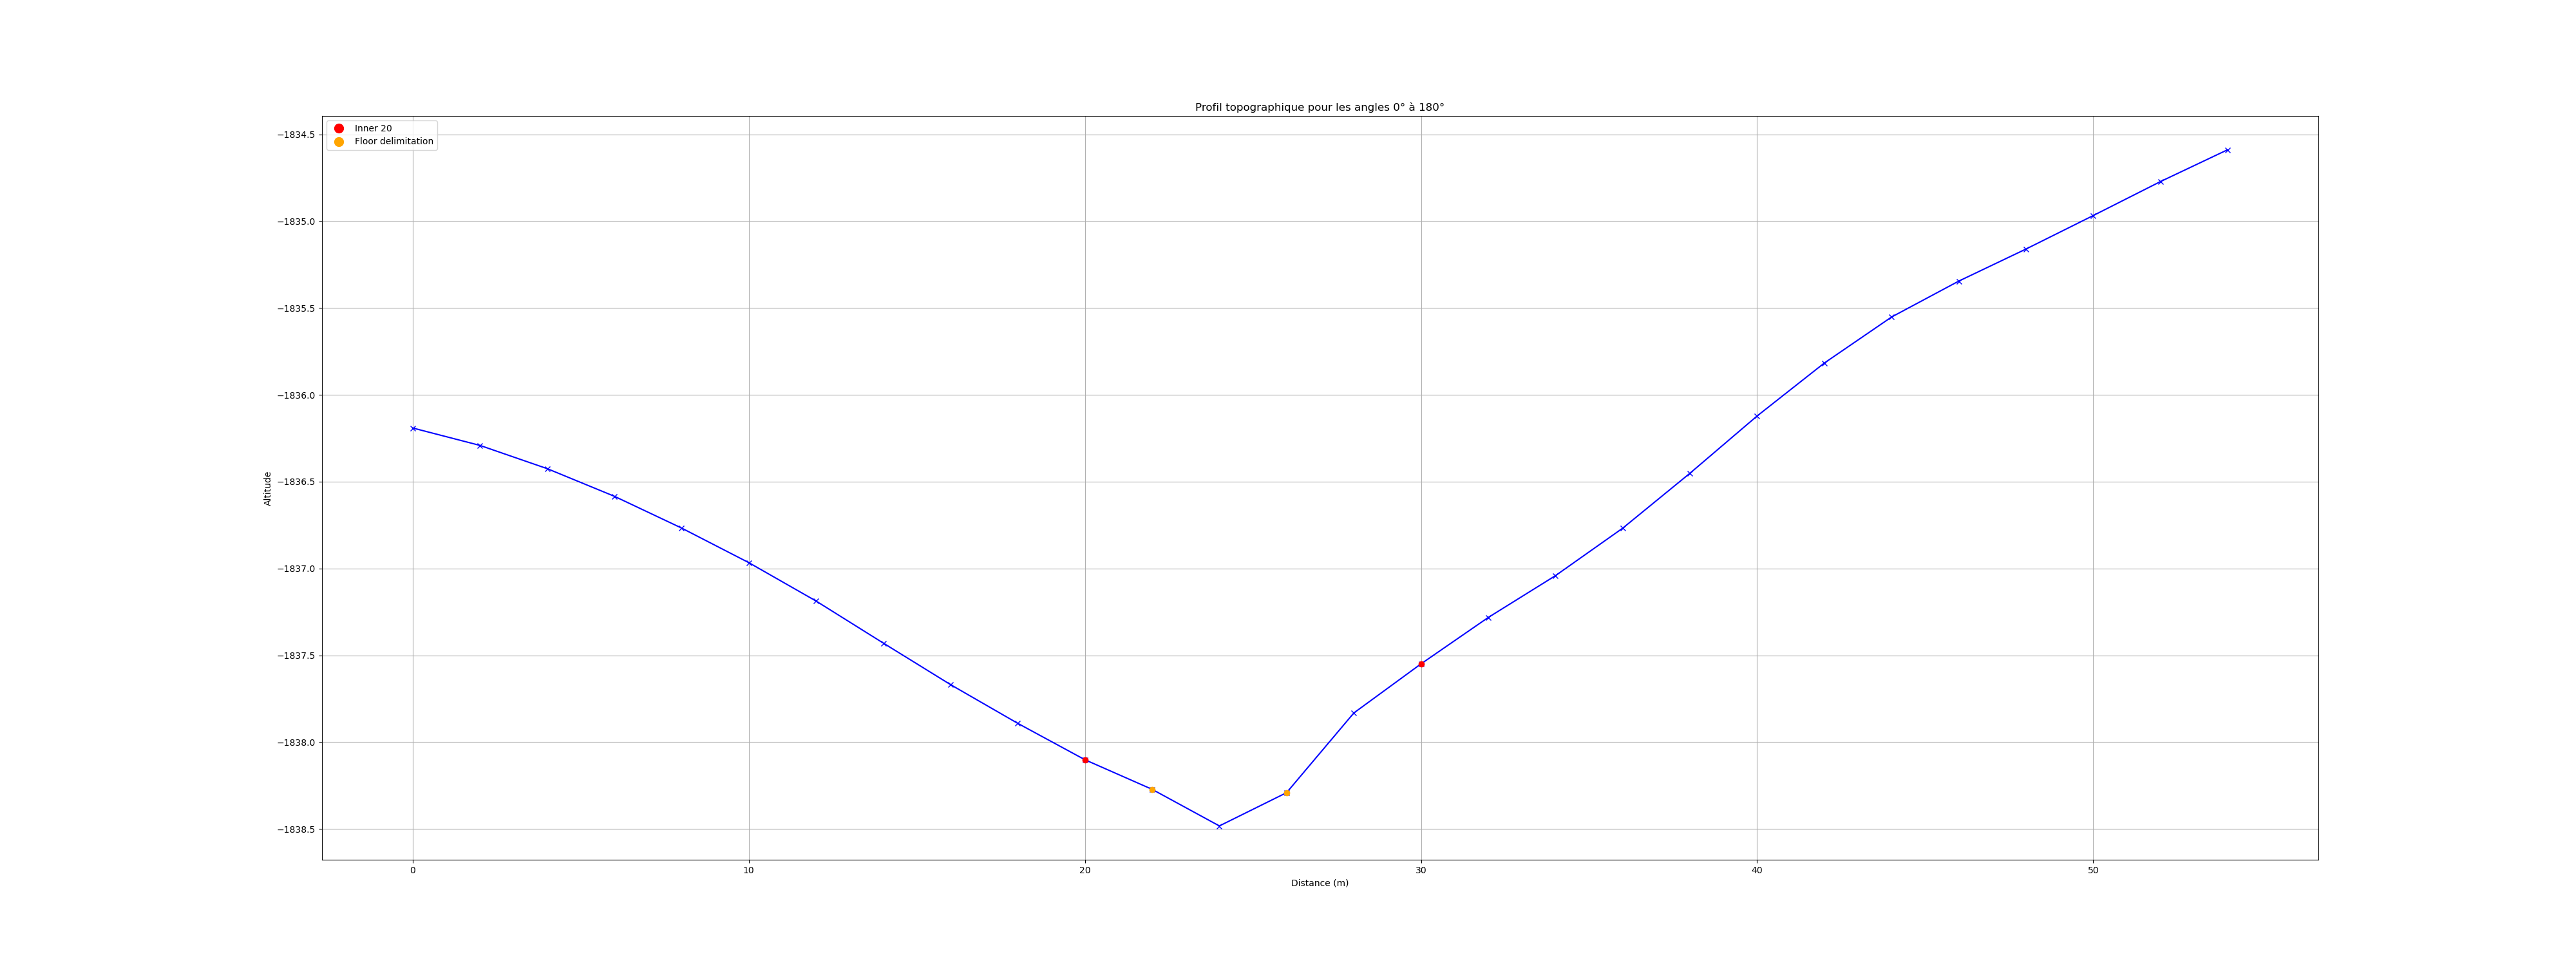 Profil topographique pour les angles 0° à 180°
Inner 20
Floor delimitation
−1834.5
−1835.0
−1835.5
−1836.0
−1836.5
−1837.0
−1837.5
−1838.0
−1838.5
Altitude
0 10 20 30 40 50
Distance (m)